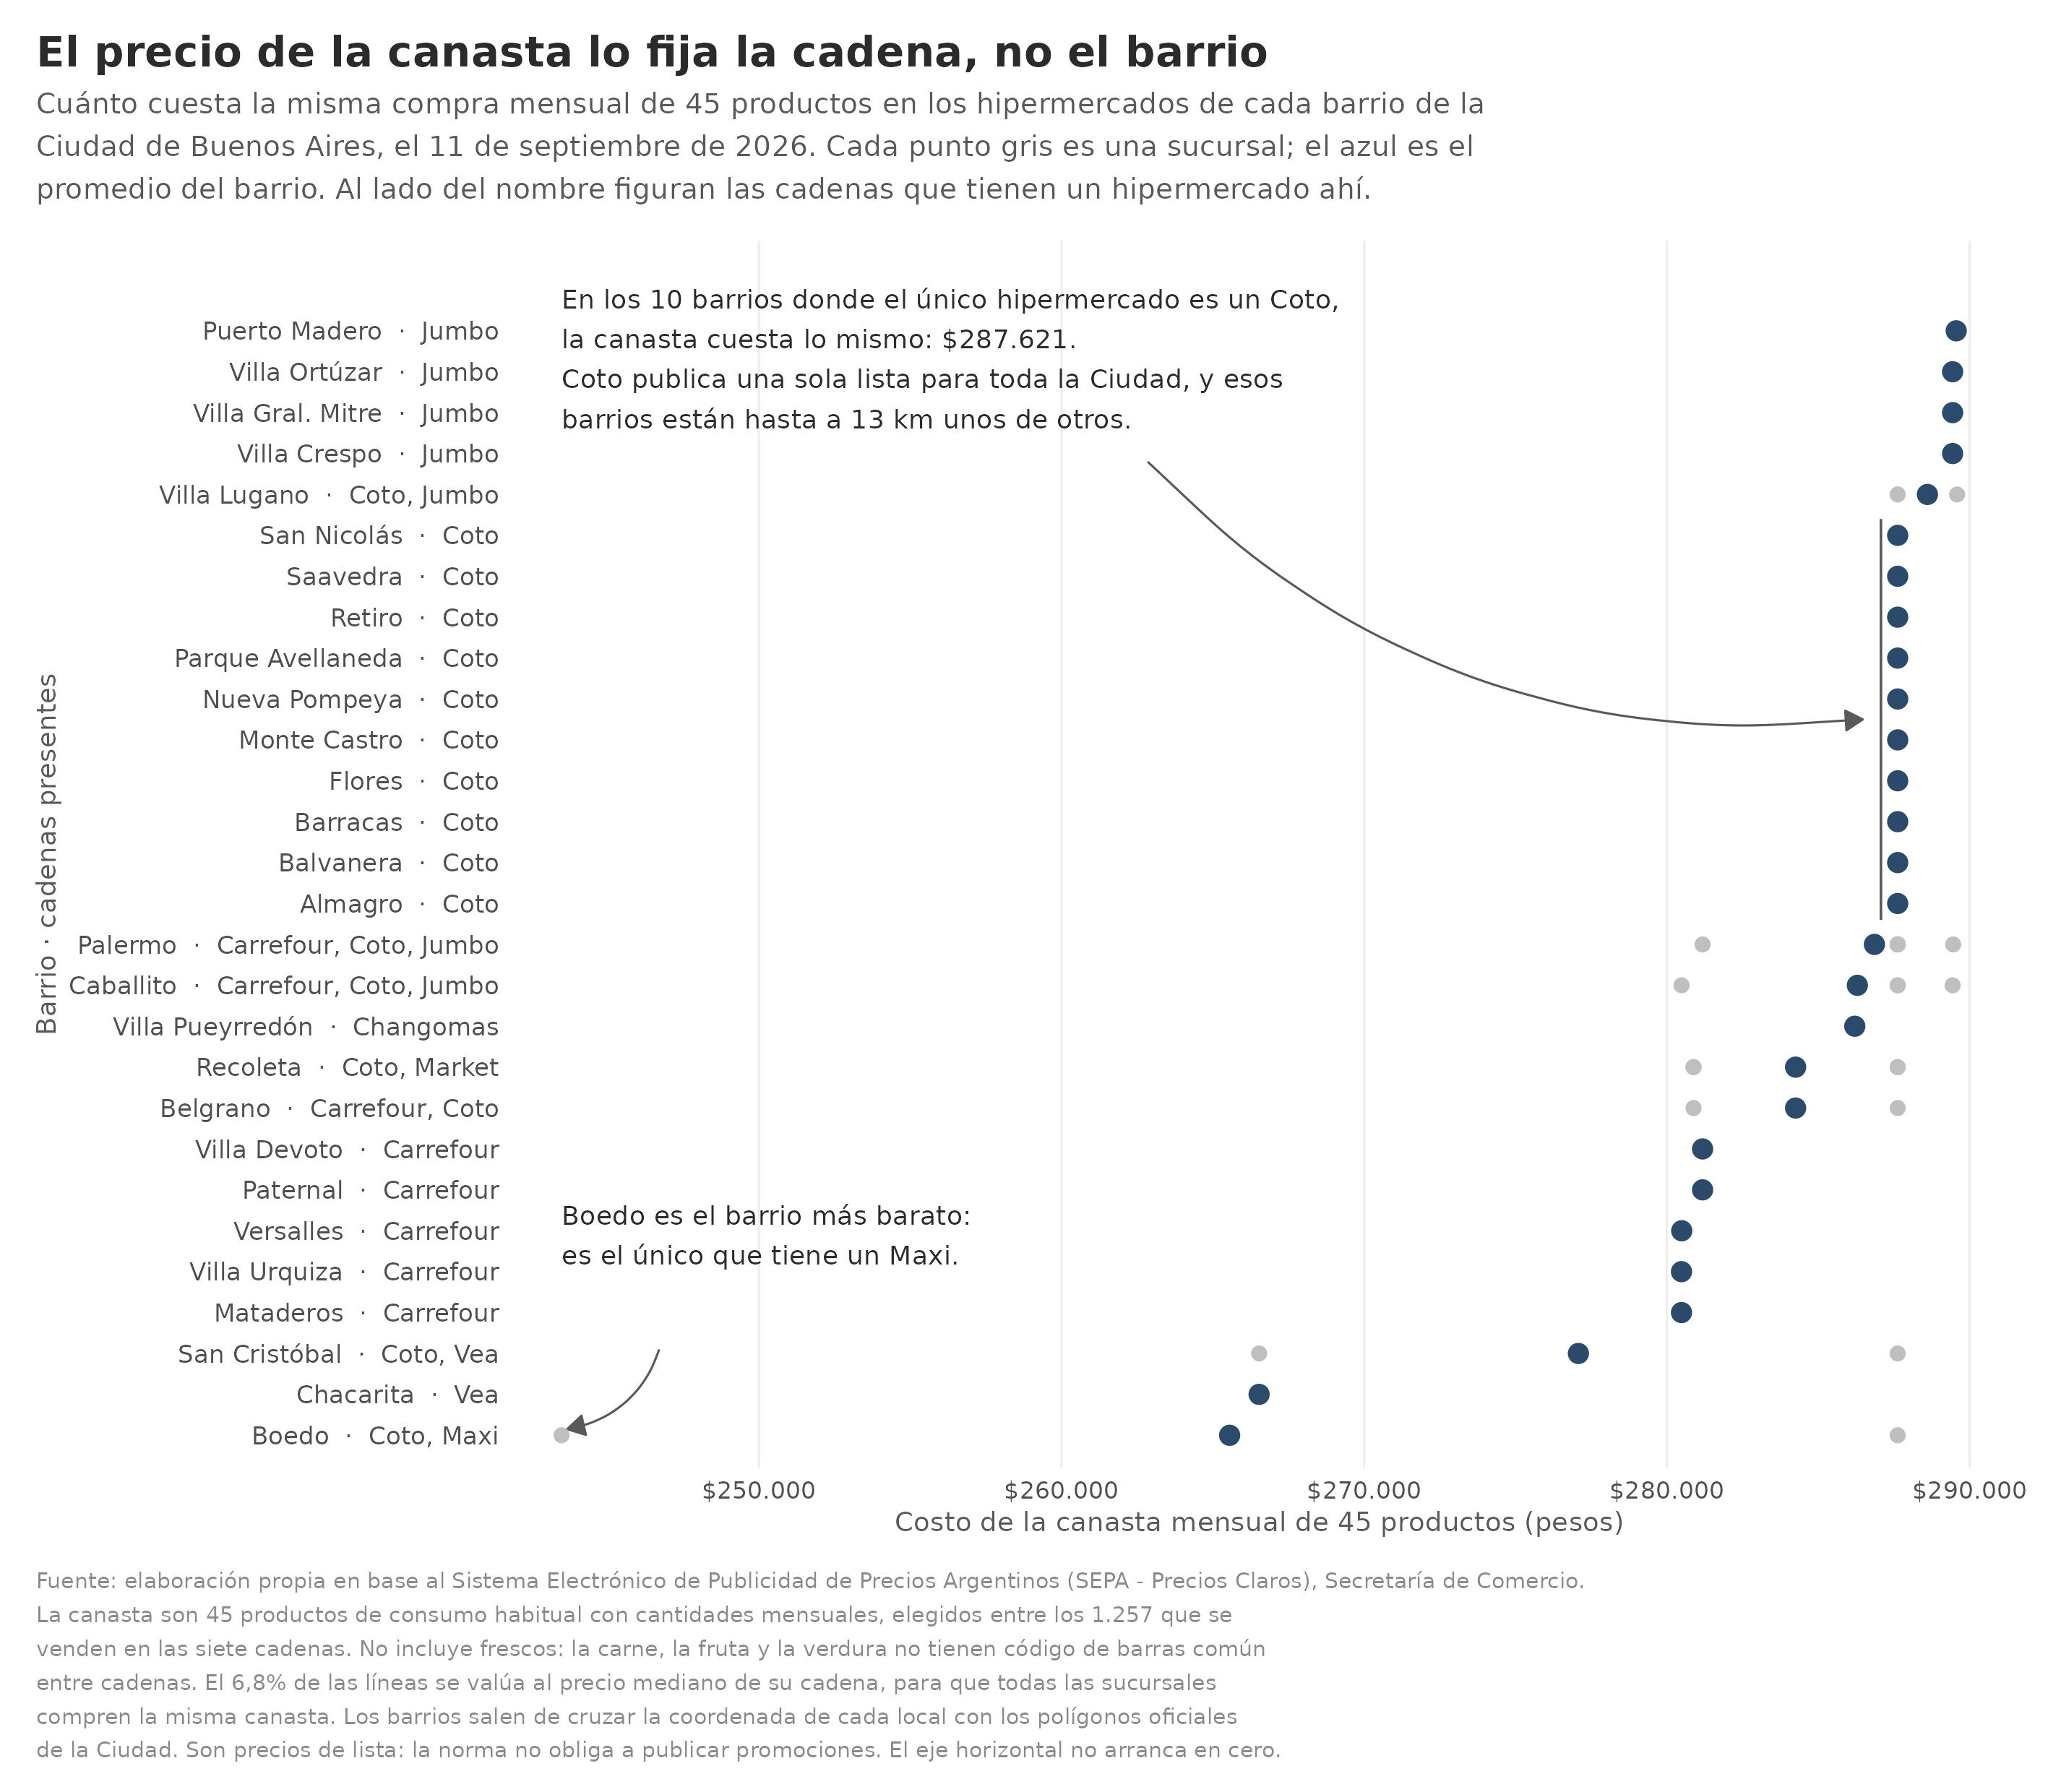 El precio de la canasta lo fija la cadena, no el barrio
Cuánto cuesta la misma compra mensual de 45 productos en los hipermercados de cada barrio de la
Ciudad de Buenos Aires, el 11 de septiembre de 2026. Cada punto gris es una sucursal; el azul es el
promedio del barrio. Al lado del nombre figuran las cadenas que tienen un hipermercado ahí.
En los 10 barrios donde el único hipermercado es un Coto,
la canasta cuesta lo mismo: $287.621.
Coto publica una sola lista para toda la Ciudad, y esos
barrios están hasta a 13 km unos de otros.
Barrio · cadenas presentes
Puerto Madero · Jumbo
Villa Ortúzar · Jumbo
Villa Gral. Mitre · Jumbo
Villa Crespo · Jumbo
Villa Lugano · Coto, Jumbo
San Nicolás · Coto
Saavedra · Coto
Retiro · Coto
Parque Avellaneda · Coto
Nueva Pompeya · Coto
Monte Castro · Coto
Flores · Coto
Barracas · Coto
Balvanera · Coto
Almagro · Coto
Palermo · Carrefour, Coto, Jumbo
Caballito · Carrefour, Coto, Jumbo
Villa Pueyrredón · Changomas
Recoleta · Coto, Market
Belgrano · Carrefour, Coto
Villa Devoto · Carrefour
Paternal · Carrefour
Versalles · Carrefour
Villa Urquiza · Carrefour
Mataderos · Carrefour
San Cristóbal · Coto, Vea
Chacarita · Vea
Boedo · Coto, Maxi
Boedo es el barrio más barato:
es el único que tiene un Maxi.
$250.000 $260.000 $270.000 $280.000 $290.000
Costo de la canasta mensual de 45 productos (pesos)
Fuente: elaboración propia en base al Sistema Electrónico de Publicidad de Precios Argentinos (SEPA - Precios Claros), Secretaría de Comercio.
La canasta son 45 productos de consumo habitual con cantidades mensuales, elegidos entre los 1.257 que se
venden en las siete cadenas. No incluye frescos: la carne, la fruta y la verdura no tienen código de barras común
entre cadenas. El 6,8% de las líneas se valúa al precio mediano de su cadena, para que todas las sucursales
compren la misma canasta. Los barrios salen de cruzar la coordenada de cada local con los polígonos oficiales
de la Ciudad. Son precios de lista: la norma no obliga a publicar promociones. El eje horizontal no arranca en cero.